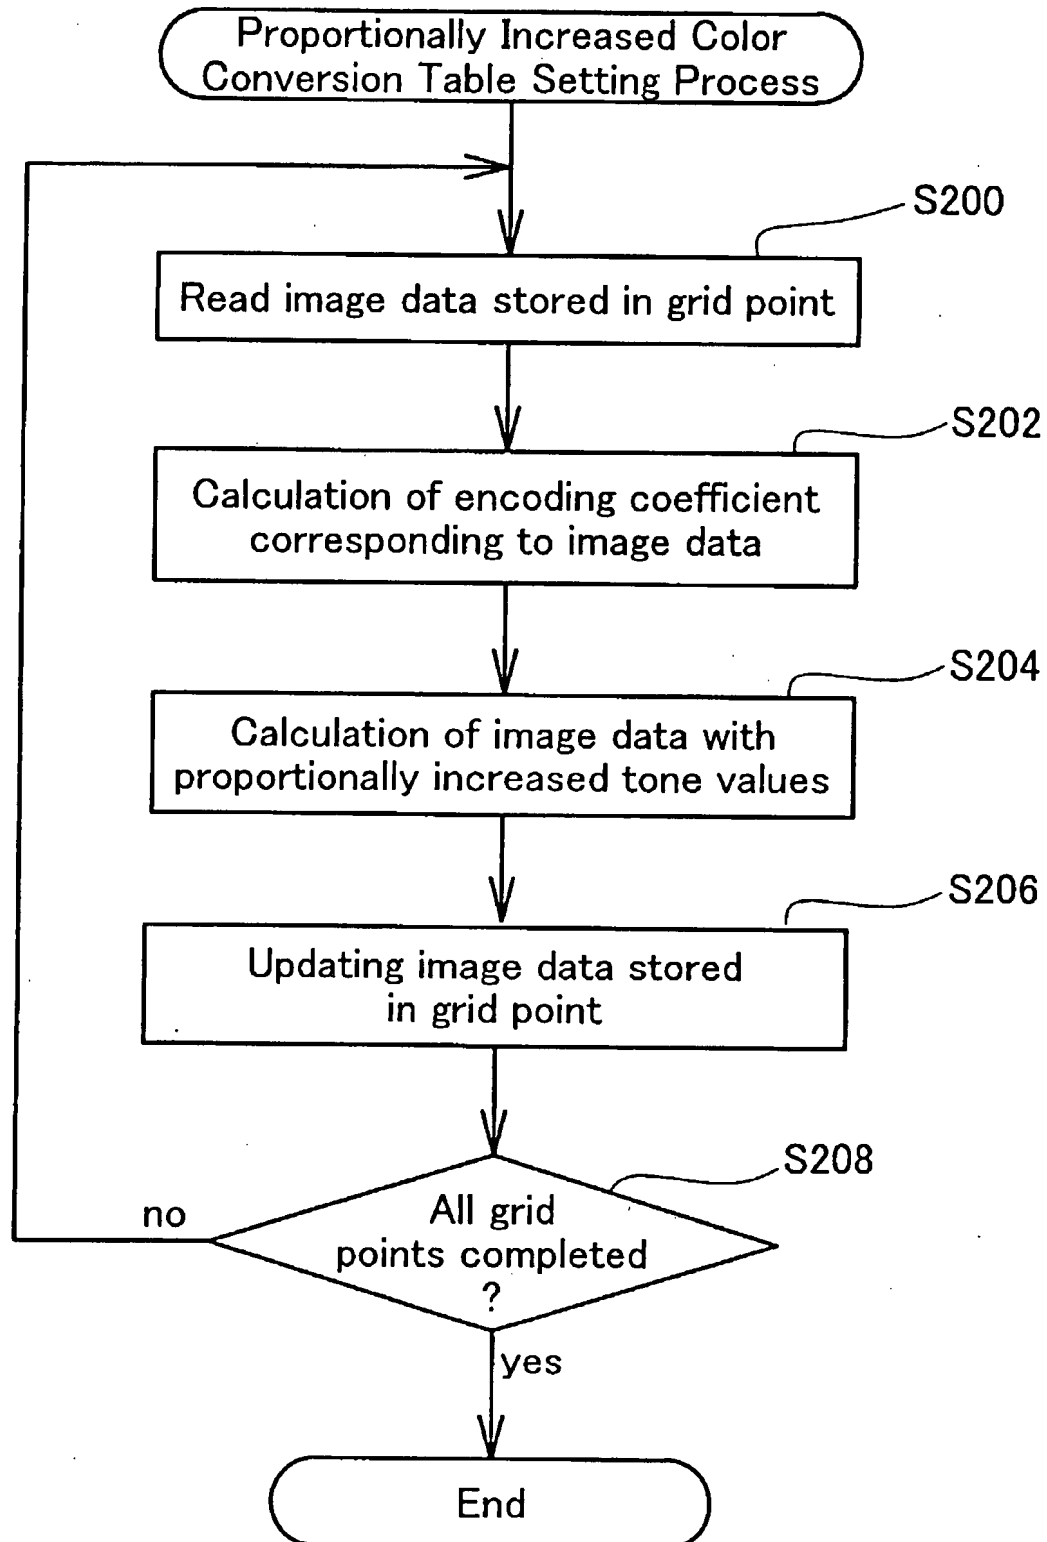 Proportionally Increased Color
Conversion Table Setting Process
S200
Read image data stored in grid point
S202
Calculation of encoding coefficient
corresponding to image data
S204
Calculation of image data with
proportionally increased tone values
S206
Updating image data stored
in grid point
S208
All grid
points completed
?
no
yes
End